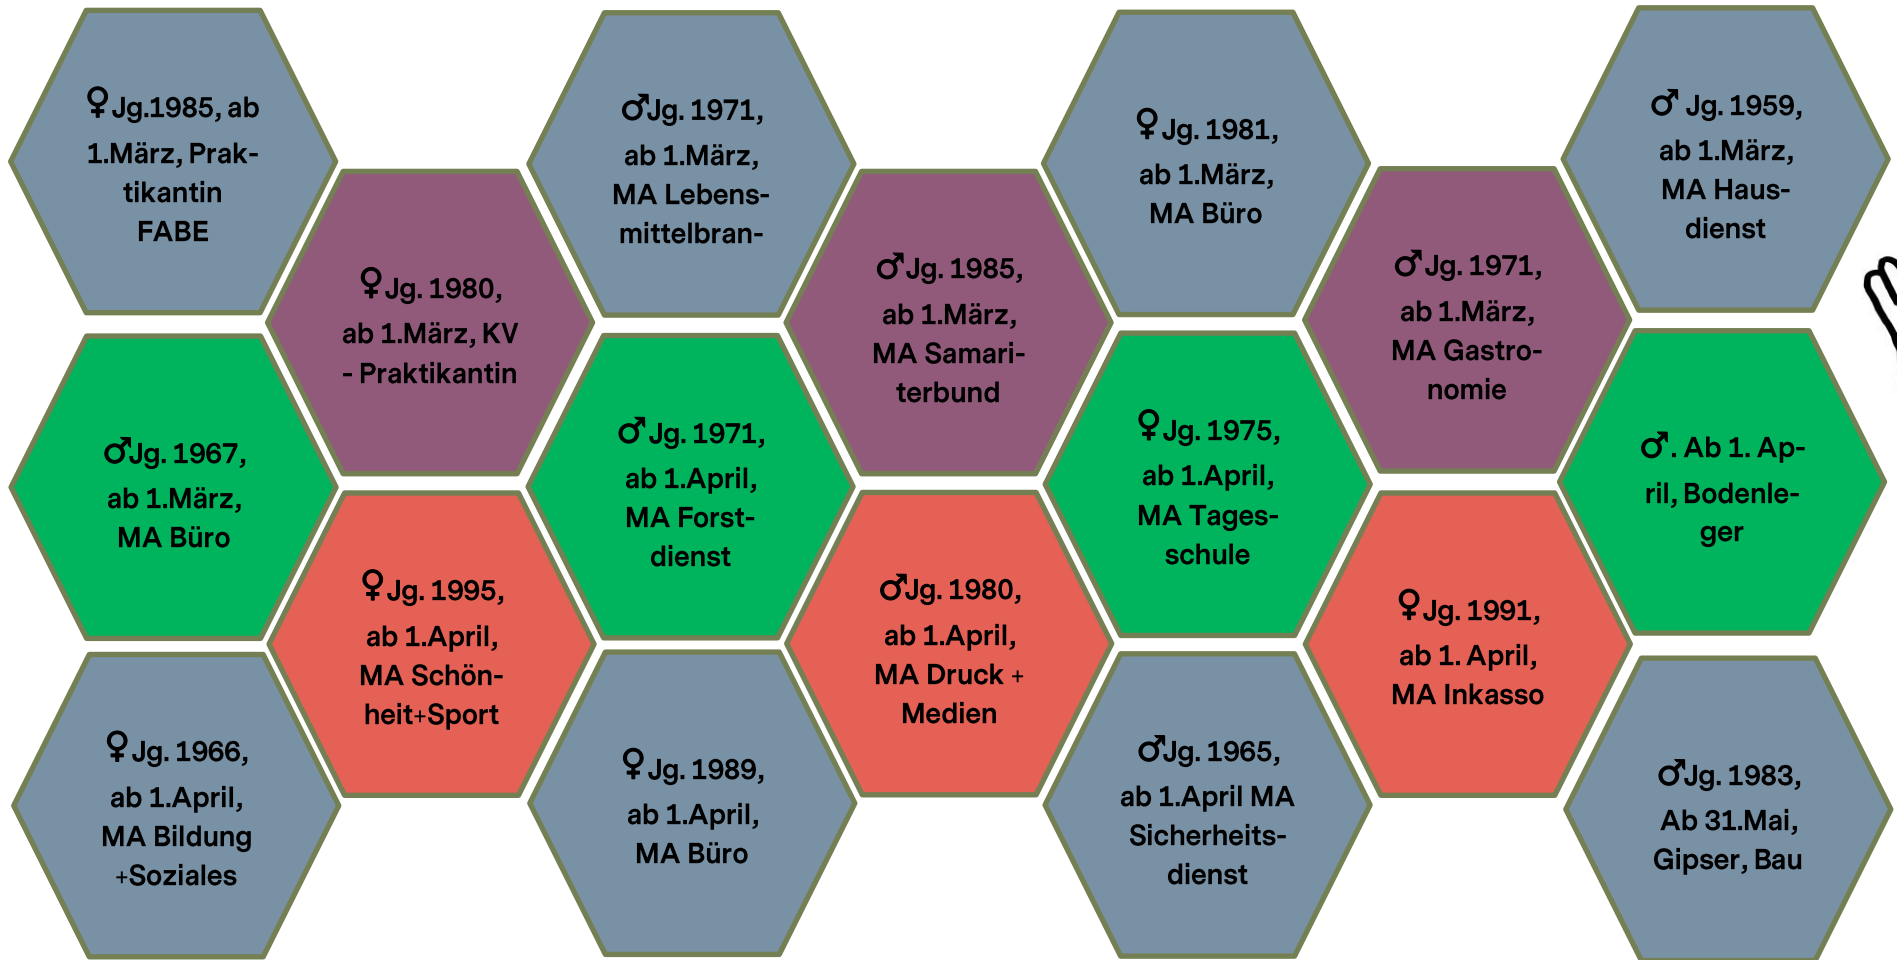 ♀Jg.1985, ab
1.März, Prak-
tikantin
FABE
♂Jg. 1971,
ab 1.März,
MA Lebens-
mittelbran-
♀Jg. 1981,
ab 1.März,
MA Büro
♂ Jg. 1959,
ab 1.März,
MA Haus-
dienst
♀Jg. 1980,
ab 1.März, KV
- Praktikantin
♂Jg. 1985,
ab 1.März,
MA Samari-
terbund
♂Jg. 1971,
ab 1.März,
MA Gastro-
nomie
♂Jg. 1967,
ab 1.März,
MA Büro
♂Jg. 1971,
ab 1.April,
MA Forst-
dienst
♀Jg. 1975,
ab 1.April,
MA Tages-
schule
♂. Ab 1. Ap-
ril, Bodenle-
ger
♀Jg. 1995,
ab 1.April,
MA Schön-
heit+Sport
♂Jg. 1980,
ab 1.April,
MA Druck +
Medien
♀Jg. 1991,
ab 1. April,
MA Inkasso
♀Jg. 1966,
ab 1.April,
MA Bildung
+Soziales
♀Jg. 1989,
ab 1.April,
MA Büro
♂Jg. 1965,
ab 1.April MA
Sicherheits-
dienst
♂Jg. 1983,
Ab 31.Mai,
Gipser, Bau